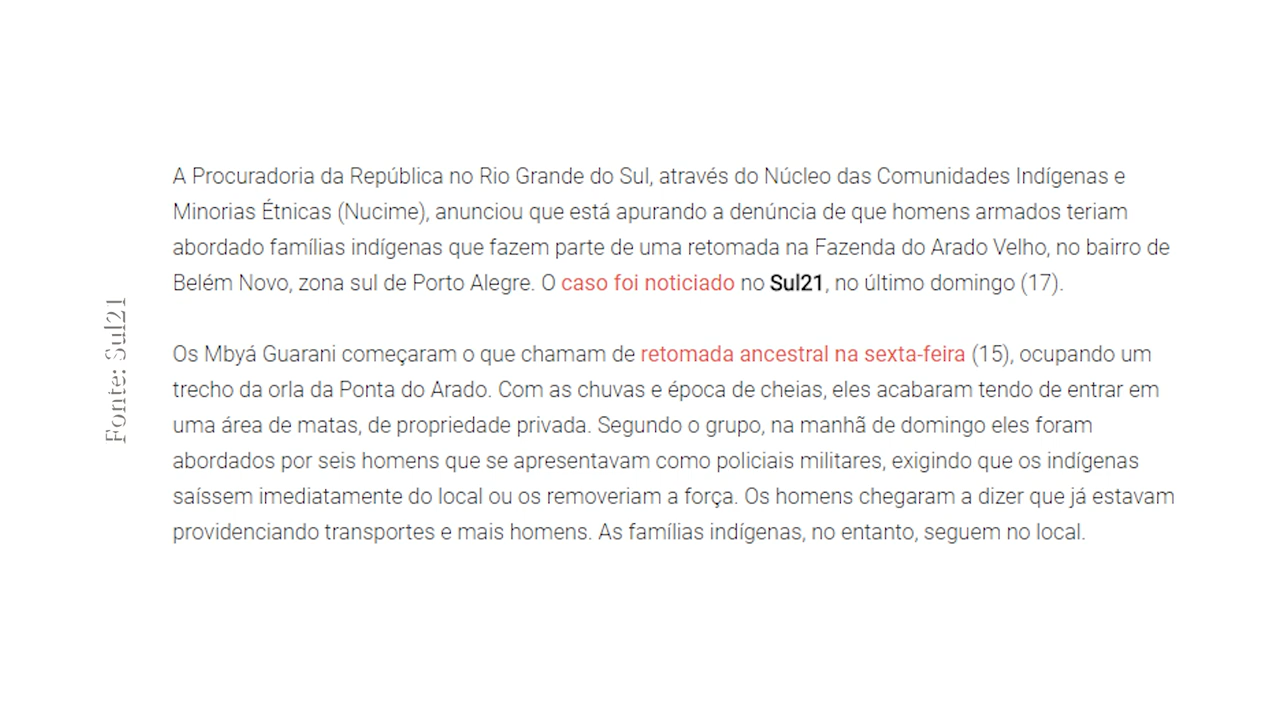 A Procuradoria da República no Rio Grande do Sul, através do Núcleo das Comunidades Indígenas e
Minorias Étnicas (Nucime), anunciou que está apurando a denúncia de que homens armados teriam
abordado famílias indígenas que fazem parte de uma retomada na Fazenda do Arado Velho, no bairro de
Belém Novo, zona sul de Porto Alegre. O caso foi noticiado no Sul21, no último domingo (17).
Os Mbyá Guarani começaram o que chamam de retomada ancestral na sexta-feira (15), ocupando um
trecho da orla da Ponta do Arado. Com as chuvas e época de cheias, eles acabaram tendo de entrar em
uma área de matas, de propriedade privada. Segundo o grupo, na manhã de domingo eles foram
abordados por seis homens que se apresentavam como policiais militares, exigindo que os indígenas
saíssem imediatamente do local ou os removeriam a força. Os homens chegaram a dizer que já estavam
providenciando transportes e mais homens. As famílias indígenas, no entanto, seguem no local.
Fonte: Sul21